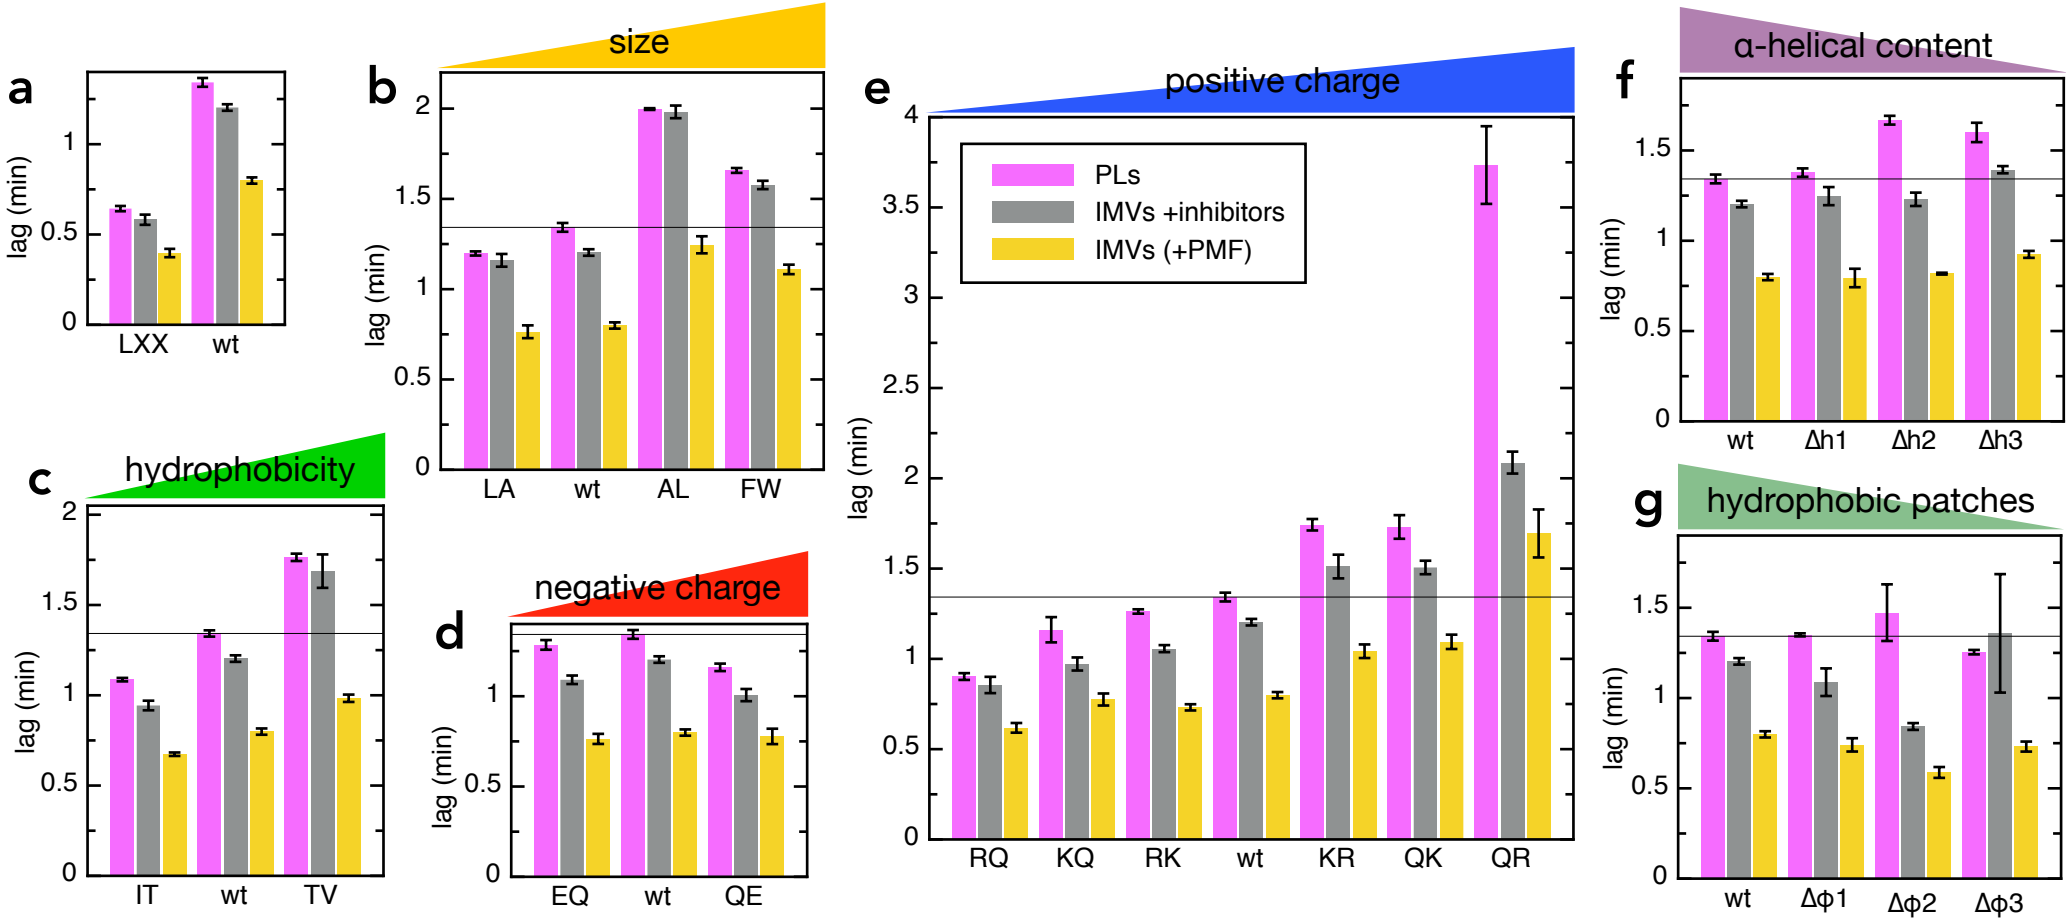 a
lag (min)
1
0.5
0
LXX wt
size
b
lag (min)
2
1.5
1
0.5
0
LA wt AL FW
hydrophobicity
c
lag (min)
2
1.5
1
0.5
0
IT wt TV
negative charge
d
lag (min)
1
0.5
0
EQ wt QE
positive charge
e
lag (min)
4
3.5
3
2.5
2
1.5
1
0.5
0
PLs
IMVs +inhibitors
IMVs (+PMF)
RQ KQ RK wt KR QK QR
α-helical content
f
lag (min)
1.5
1
0.5
0
wt Δh1 Δh2 Δh3
hydrophobic patches
g
lag (min)
1.5
1
0.5
0
wt Δφ1 Δφ2 Δφ3